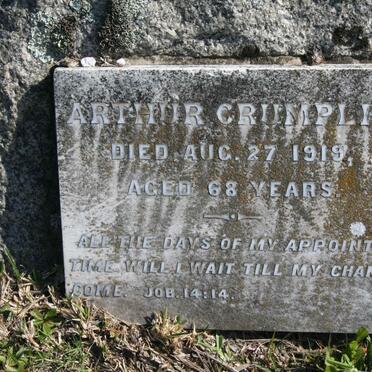 ARTHUR CRUMPLI
DIED AUG. 27 1919.
AGED 68 YEARS.
ALL THE DAYS OF MY APPOINT
TIME WILL I WAIT TILL MY CHAN
COME. JOB. 14:14.